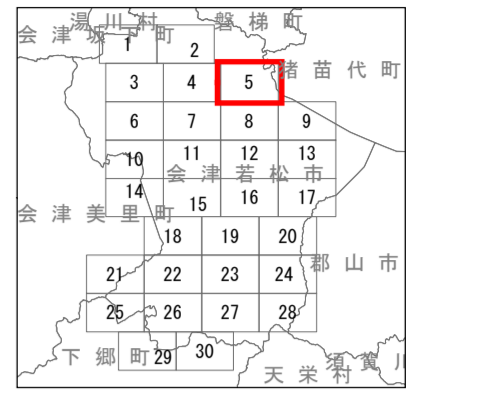 湯川村 磐梯町
会津坂下町
1 2
猪苗代町
3 4 5
6 7 8 9
10 11 12 13
会津若松市
14 15 16 17
会津美里町
18 19 20
郡山市
21 22 23 24
25 26 27 28
下郷町 29 30
天栄村 須賀川